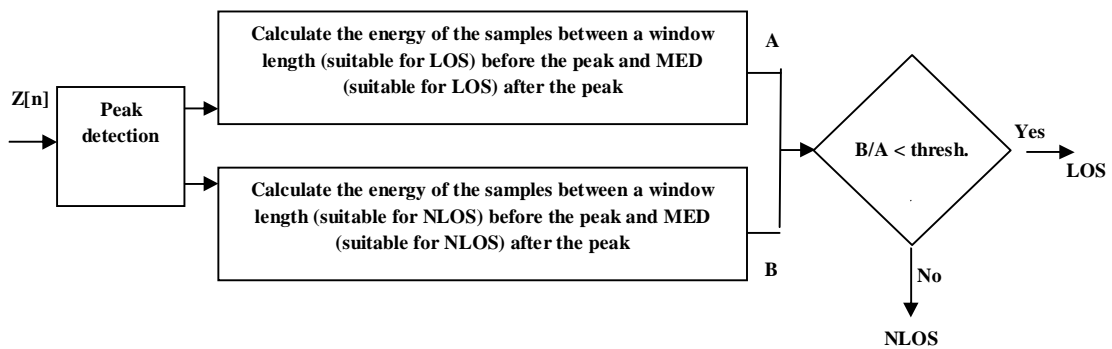 Z[n]
Peak
detection
Calculate the energy of the samples between a window
length (suitable for LOS) before the peak and MED
(suitable for LOS) after the peak
A
Calculate the energy of the samples between a window
length (suitable for NLOS) before the peak and MED
(suitable for NLOS) after the peak
B
B/A < thresh.
Yes
LOS
No
NLOS